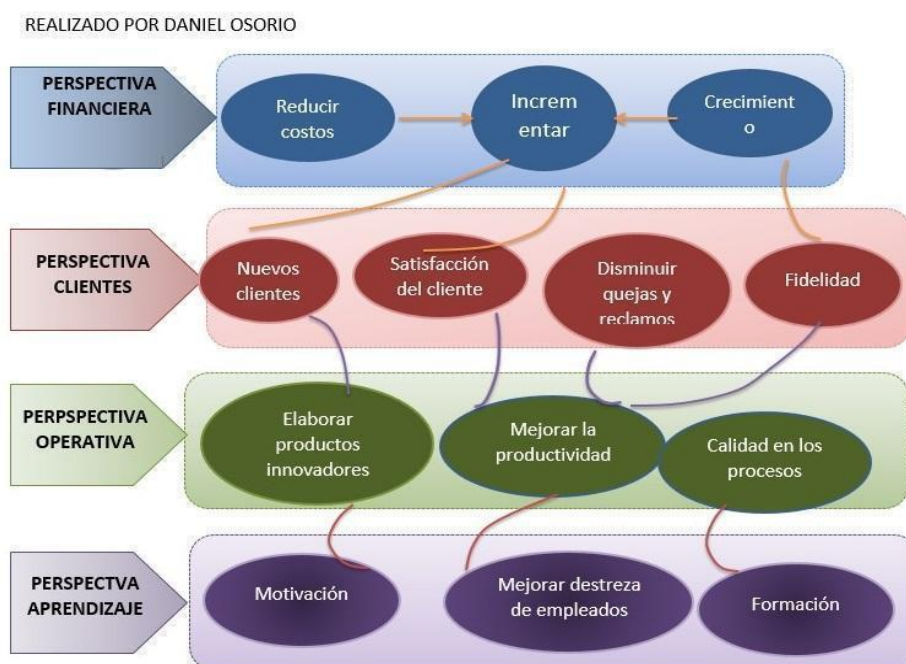 REALIZADO POR DANIEL OSORIO
PERSPECTIVA
FINANCIERA
Reducir
costos
Increm
entar
Crecimient
o
PERSPECTIVA
CLIENTES
Nuevos
clientes
Satisfacción
del cliente
Disminuir
quejas y
reclamos
Fidelidad
PERPSPECTIVA
OPERATIVA
Elaborar
productos
innovadores
Mejorar la
productividad
Calidad en los
procesos
PERSPECTVA
APRENDIZAJE
Motivación
Mejorar destreza
de empleados
Formación